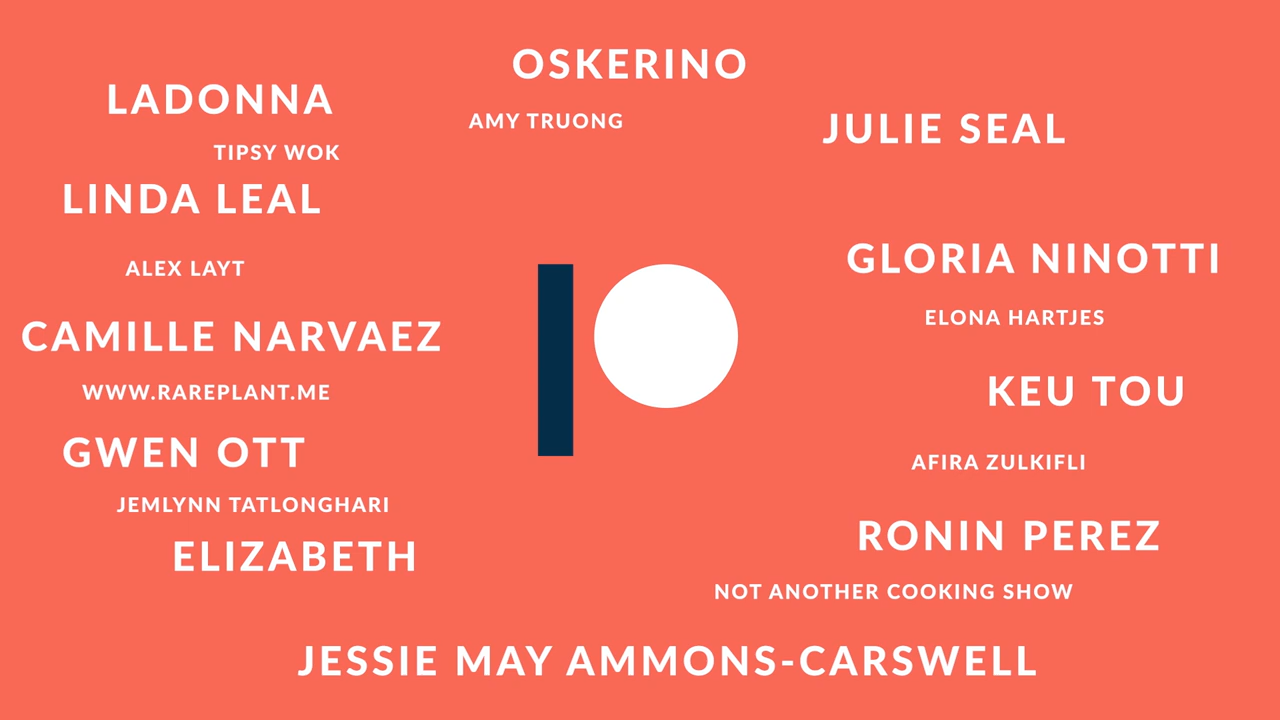 OSKERINO
LADONNA
AMY TRUONG
JULIE SEAL
TIPSY WOK
LINDA LEAL
GLORIA NINOTTI
ALEX LAYT
ELONA HARTJES
CAMILLE NARVAEZ
WWW.RAREPLANT.ME
KEU TOU
GWEN OTT
AFIRA ZULKIFLI
JEMLYNN TATLONGHARI
RONIN PEREZ
ELIZABETH
NOT ANOTHER COOKING SHOW
JESSIE MAY AMMONS-CARSWELL